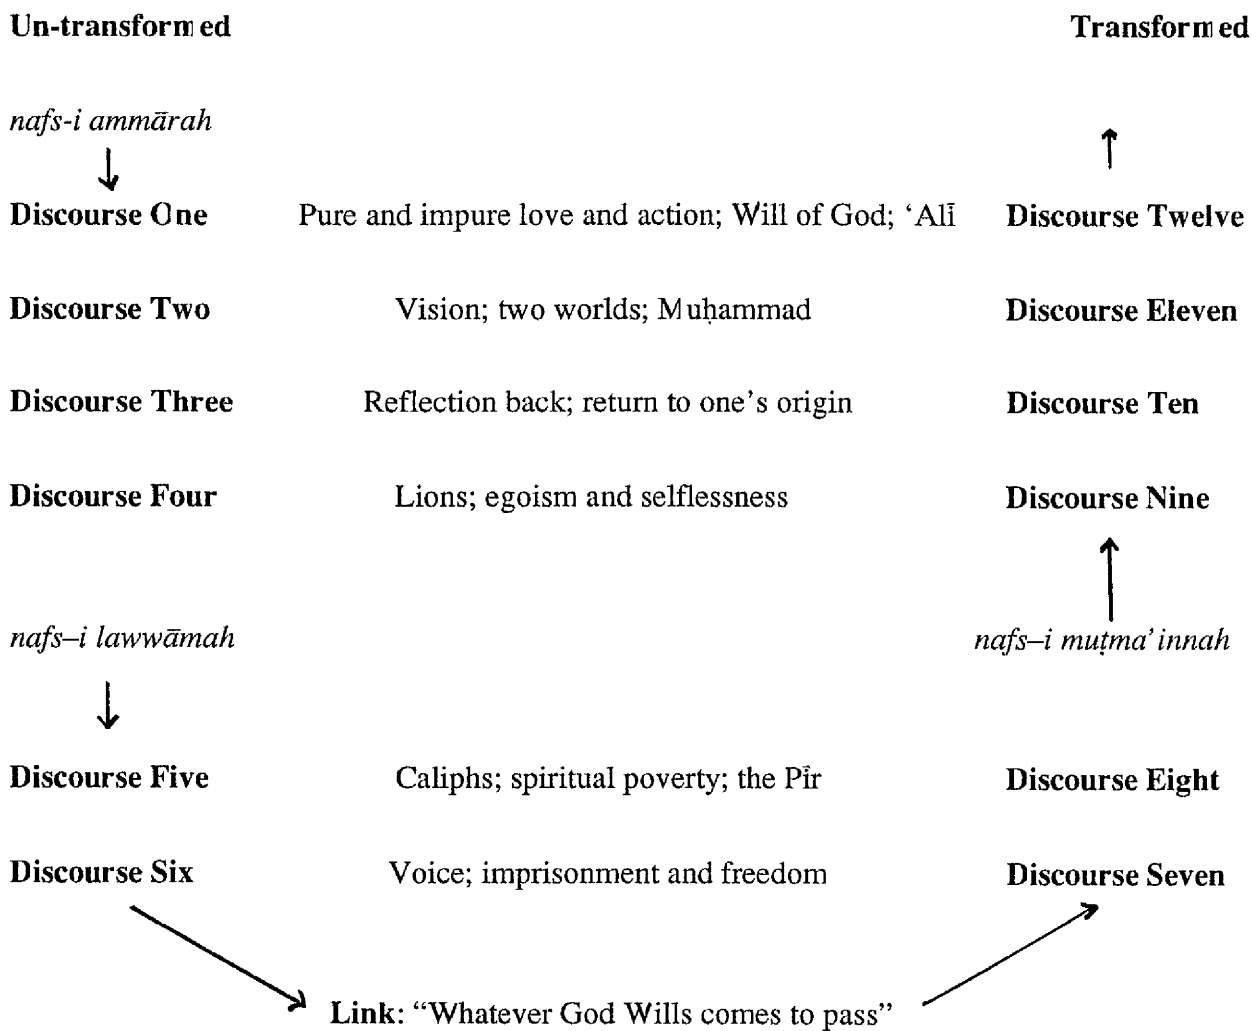 Un-transformed Transformed
nafs-i ammārah
Discourse One Pure and impure love and action; Will of God; ‘Alī Discourse Twelve
Discourse Two Vision; two worlds; Muḥammad Discourse Eleven
Discourse Three Reflection back; return to one’s origin Discourse Ten
Discourse Four Lions; egoism and selflessness Discourse Nine
nafs–i lawwāmah nafs–i muṭma’innah
Discourse Five Caliphs; spiritual poverty; the Pīr Discourse Eight
Discourse Six Voice; imprisonment and freedom Discourse Seven
Link: “Whatever God Wills comes to pass”